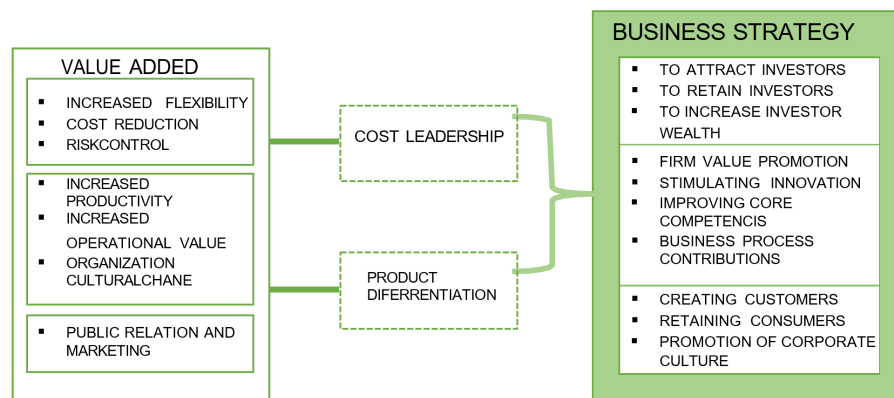 VALUE ADDED
INCREASED FLEXIBILITY
COST REDUCTION
RISKCONTROL
INCREASED
PRODUCTIVITY
INCREASED
OPERATIONAL VALUE
ORGANIZATION
CULTURALCHANE
PUBLIC RELATION AND
MARKETING
COST LEADERSHIP
PRODUCT
DIFERRENTIATION
BUSINESS STRATEGY
TO ATTRACT INVESTORS
TO RETAIN INVESTORS
TO INCREASE INVESTOR
WEALTH
FIRM VALUE PROMOTION
STIMULATING INNOVATION
IMPROVING CORE
COMPETENCIS
BUSINESS PROCESS
CONTRIBUTIONS
CREATING CUSTOMERS
RETAINING CONSUMERS
PROMOTION OF CORPORATE
CULTURE